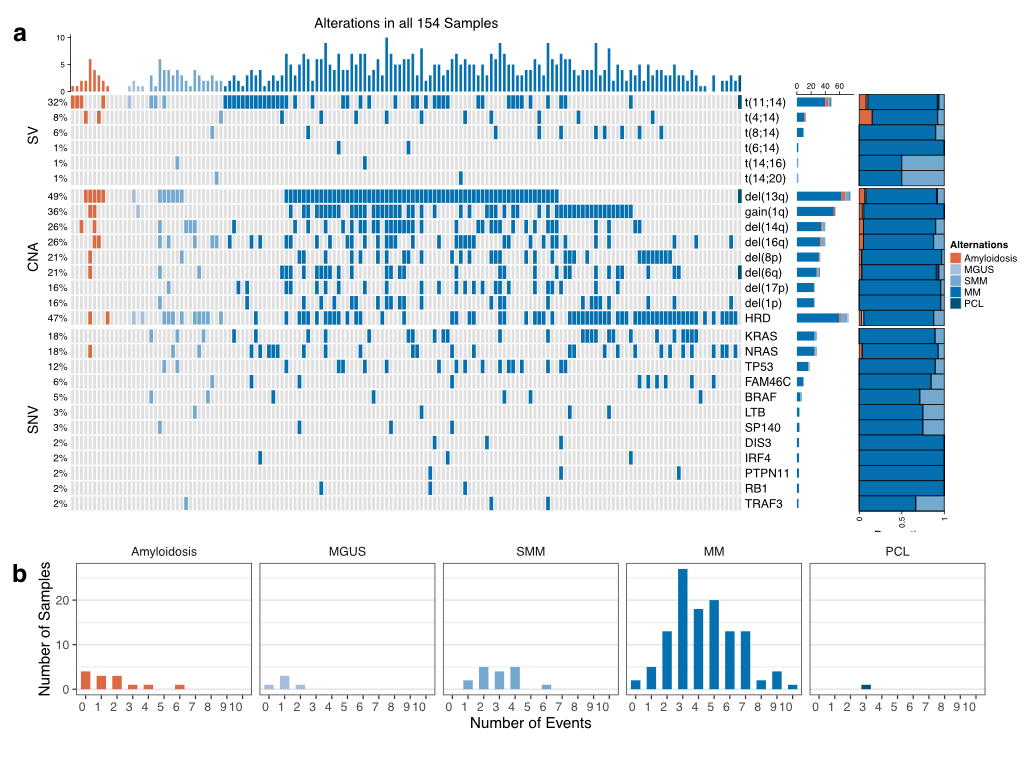 a
Alterations in all 154 Samples
10
5
0
0 20 40 60
SV
32% t(11;14)
8% t(4;14)
6% t(8;14)
1% t(6;14)
1% t(14;16)
1% t(14;20)
CNA
49% del(13q)
36% gain(1q)
26% del(14q)
26% del(16q)
21% del(8p)
21% del(6q)
16% del(17p)
16% del(1p)
47% HRD
SNV
18% KRAS
18% NRAS
12% TP53
6% FAM46C
5% BRAF
3% LTB
3% SP140
2% DIS3
2% IRF4
2% PTPN11
2% RB1
2% TRAF3
0 0.5 1
Alternations
Amyloidosis
MGUS
SMM
MM
PCL
b
Amyloidosis MGUS SMM MM PCL
Number of Samples
20
10
0
0 1 2 3 4 5 6 7 8 9 10 0 1 2 3 4 5 6 7 8 9 10 0 1 2 3 4 5 6 7 8 9 10 0 1 2 3 4 5 6 7 8 9 10 0 1 2 3 4 5 6 7 8 9 10
Number of Events